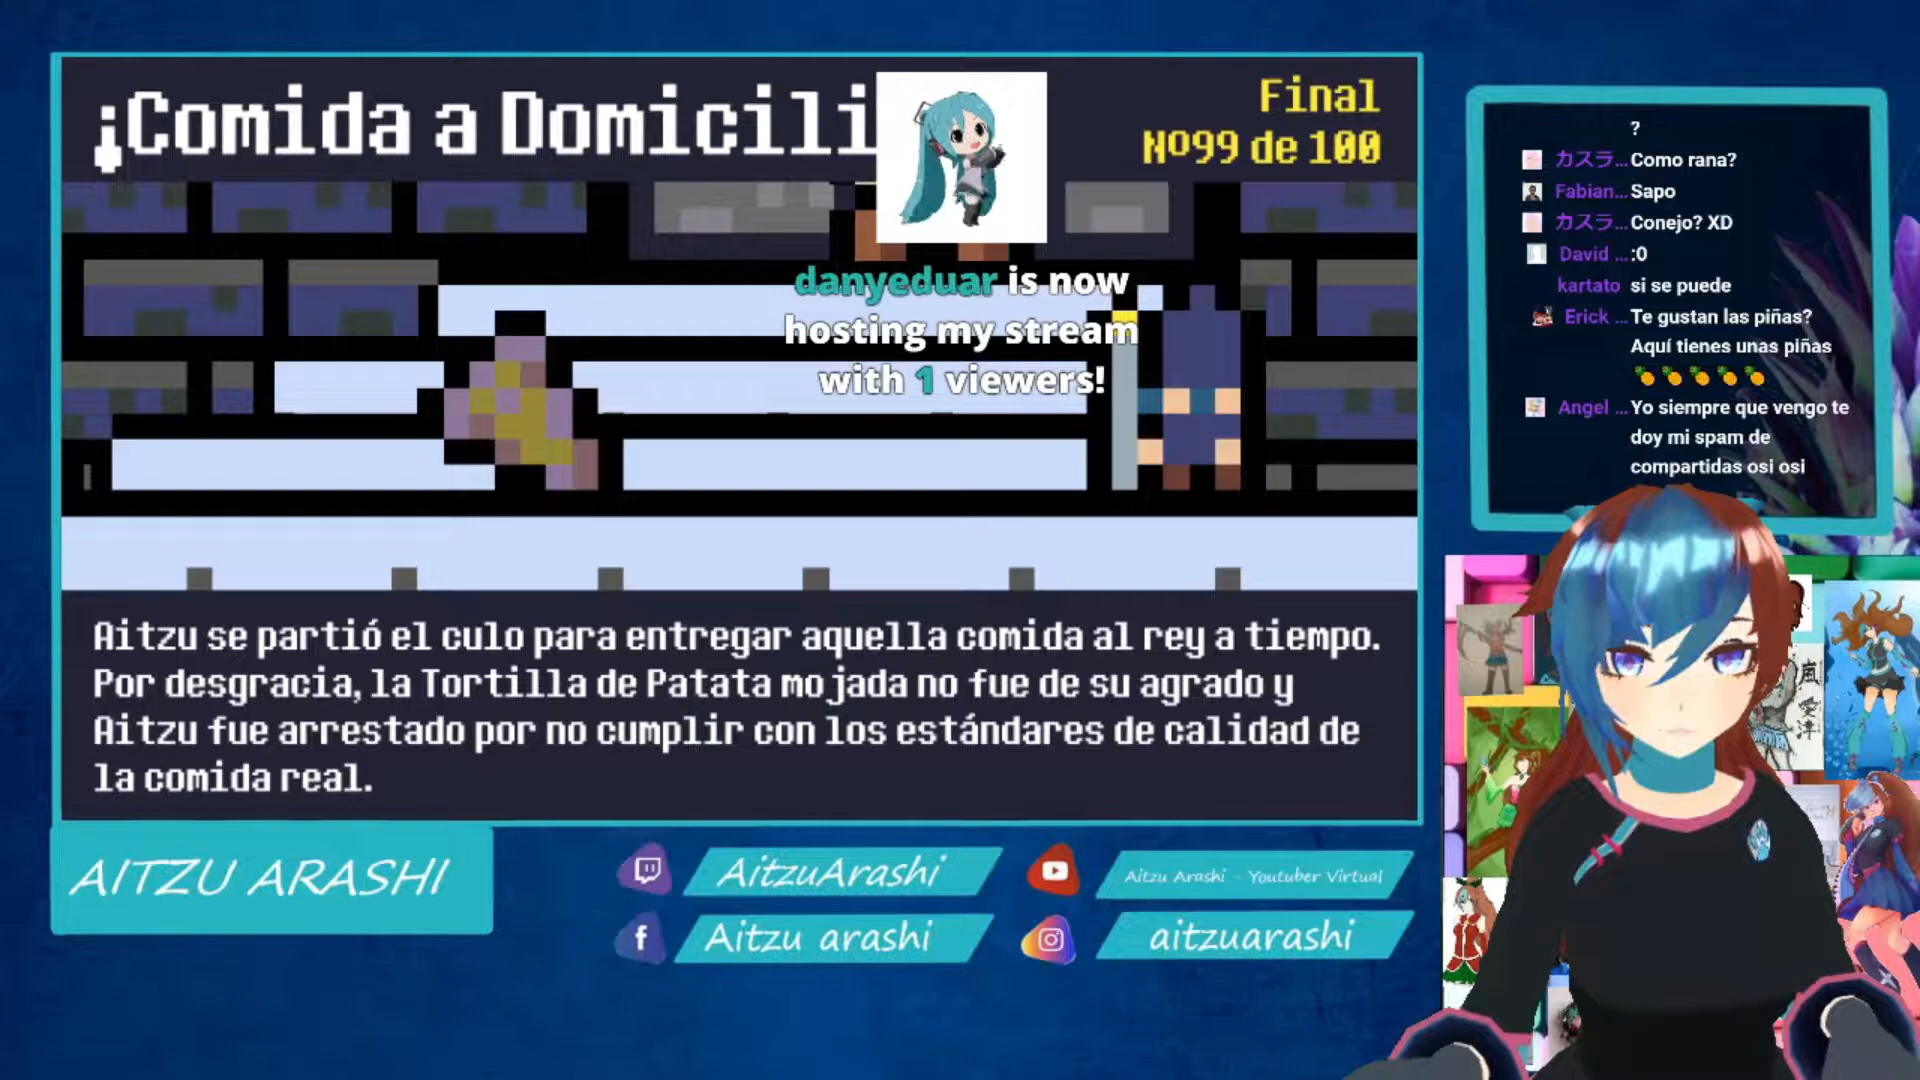 ¡Comida a Domicili
Final
Nº99 de 100
danyeduar is now
hosting my stream
with 1 viewers!
Aitzu se partió el culo para entregar aquella comida al rey a tiempo.
Por desgracia, la Tortilla de Patata mojada no fue de su agrado y
Aitzu fue arrestado por no cumplir con los estándares de calidad de
la comida real.
?
カスラ... Como rana?
Fabian... Sapo
カスラ... Conejo? XD
David ... :0
kartato si se puede
Erick ... Te gustan las piñas?
Aquí tienes unas piñas
🍍🍍🍍🍍🍍
Angel ... Yo siempre que vengo te
doy mi spam de
compartidas osi osi
AITZU ARASHI
AitzuArashi
Aitzu Arashi - Youtuber Virtual
Aitzu arashi
aitzuarashi
嵐
愛
津